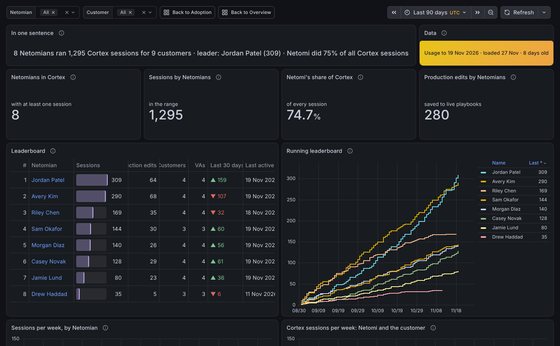 Netomian All × Customer All × Back to Adoption Back to Overview Last 90 days UTC Refresh
In one sentence
8 Netomians ran 1,295 Cortex sessions for 9 customers · leader: Jordan Patel (309) · Netomi did 75% of all Cortex sessions
Data
Usage to 19 Nov 2026 · loaded 27 Nov · 8 days old
Netomians in Cortex
with at least one session
8
Sessions by Netomians
in the range
1,295
Netomi's share of Cortex
of every session
74.7%
Production edits by Netomians
saved to live playbooks
280
Leaderboard
# Netomian Sessions ction edits Customers VAs Last 30 days Last active
1 Jordan Patel 309 64 4 4 ▲ 159 19 Nov 202
2 Avery Kim 290 68 4 4 ▼ 107 19 Nov 202
3 Riley Chen 169 35 4 4 ▼ 32 18 Nov 202
4 Sam Okafor 144 30 3 3 ▲ 60 19 Nov 202
5 Morgan Diaz 140 26 4 4 ▲ 56 19 Nov 202
6 Casey Novak 128 29 4 4 ▲ 61 19 Nov 202
7 Jamie Lund 80 23 4 4 ▲ 38 19 Nov 202
8 Drew Haddad 35 5 3 3 ▼ 6 11 Nov 202
Running leaderboard
350
300
250
200
150
100
50
0
08/30 09/09 09/19 09/29 10/09 10/19 10/29 11/08 11/18
Name Last *
Jordan Patel 309
Avery Kim 290
Riley Chen 169
Sam Okafor 144
Morgan Diaz 140
Casey Novak 128
Jamie Lund 80
Drew Haddad 35
Sessions per week, by Netomian
150
Cortex sessions per week: Netomi and the customer
150